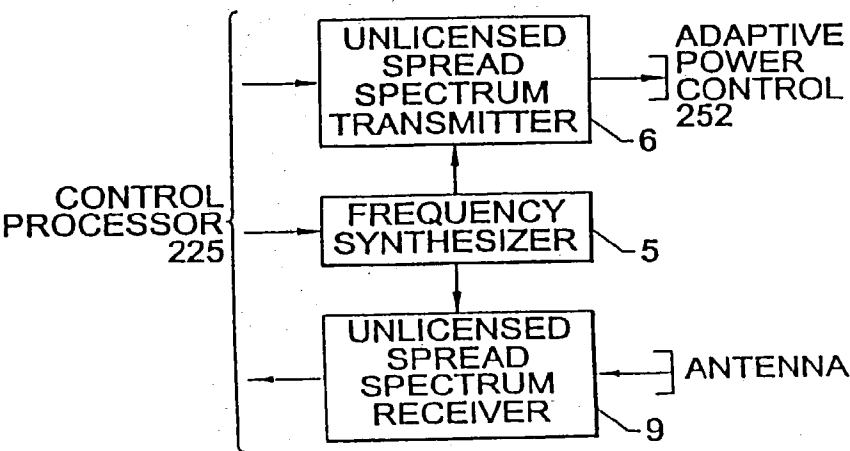 UNLICENSED
SPREAD
SPECTRUM
TRANSMITTER
6
ADAPTIVE
POWER
CONTROL
252
CONTROL
PROCESSOR
225
FREQUENCY
SYNTHESIZER
5
UNLICENSED
SPREAD
SPECTRUM
RECEIVER
9
ANTENNA